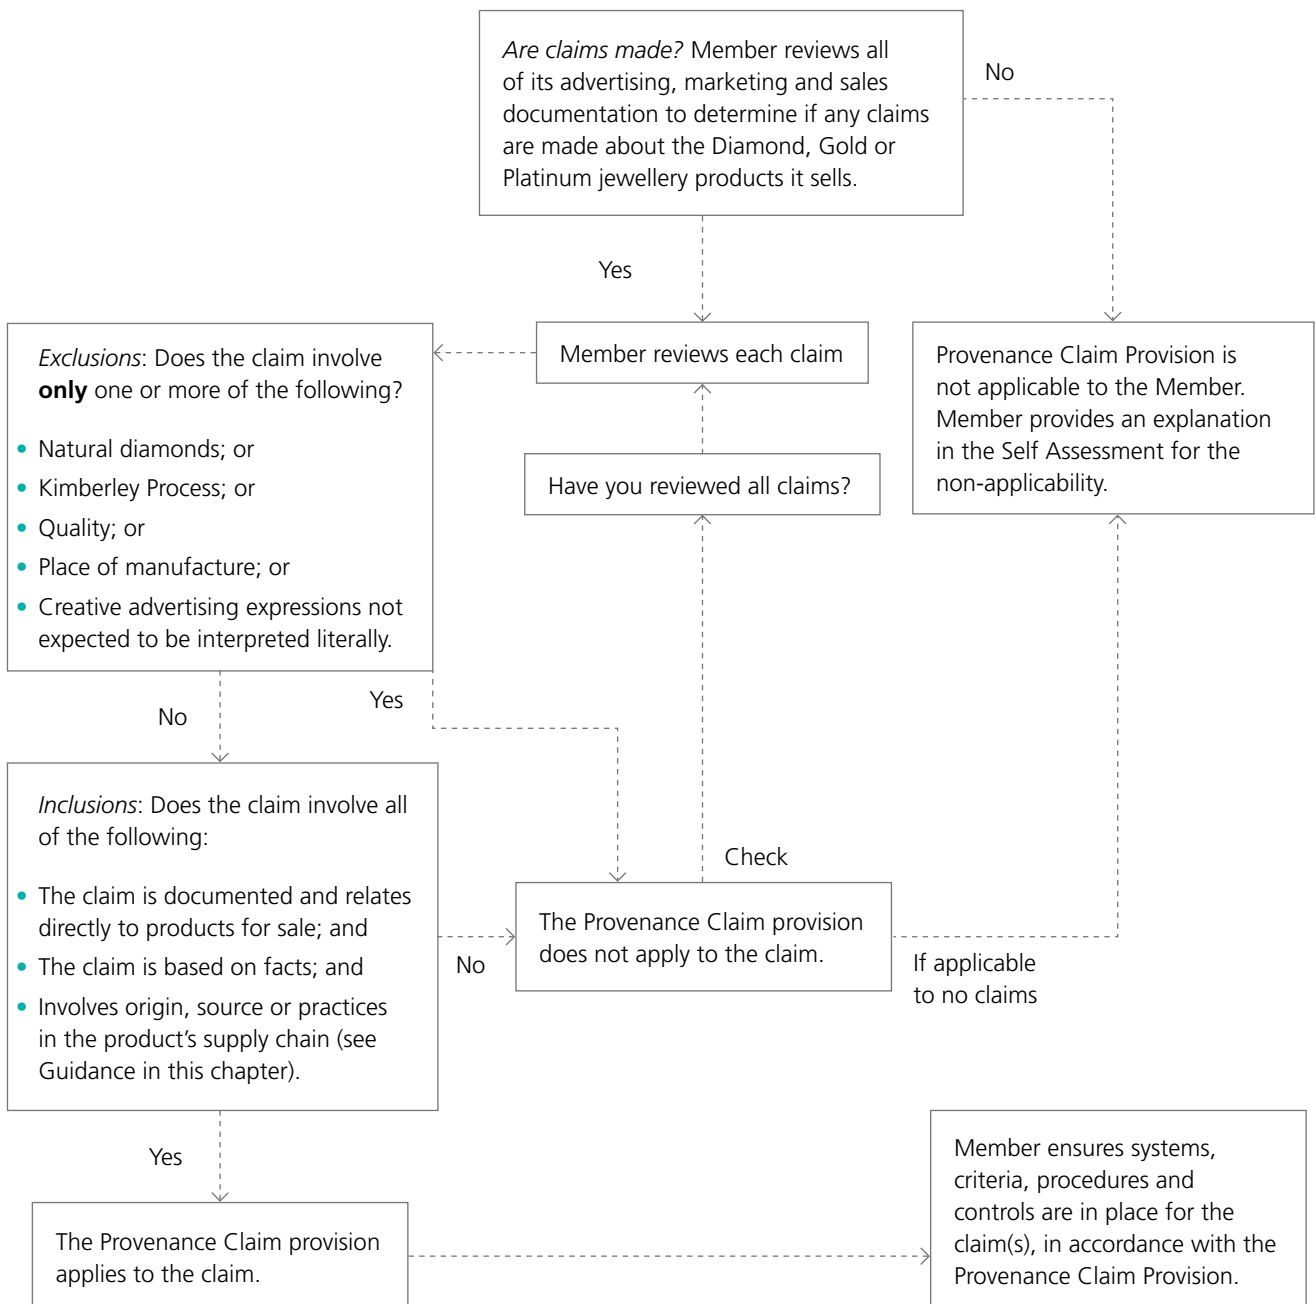 Are claims made? Member reviews all
of its advertising, marketing and sales
documentation to determine if any claims
are made about the Diamond, Gold or
Platinum jewellery products it sells.
No
Yes
Exclusions: Does the claim involve
only one or more of the following?
• Natural diamonds; or
• Kimberley Process; or
• Quality; or
• Place of manufacture; or
• Creative advertising expressions not
expected to be interpreted literally.
Member reviews each claim
Have you reviewed all claims?
Provenance Claim Provision is
not applicable to the Member.
Member provides an explanation
in the Self Assessment for the
non-applicability.
No
Yes
Inclusions: Does the claim involve all
of the following:
• The claim is documented and relates
directly to products for sale; and
• The claim is based on facts; and
• Involves origin, source or practices
in the product’s supply chain (see
Guidance in this chapter).
No
Check
The Provenance Claim provision
does not apply to the claim.
If applicable
to no claims
Yes
The Provenance Claim provision
applies to the claim.
Member ensures systems,
criteria, procedures and
controls are in place for the
claim(s), in accordance with the
Provenance Claim Provision.